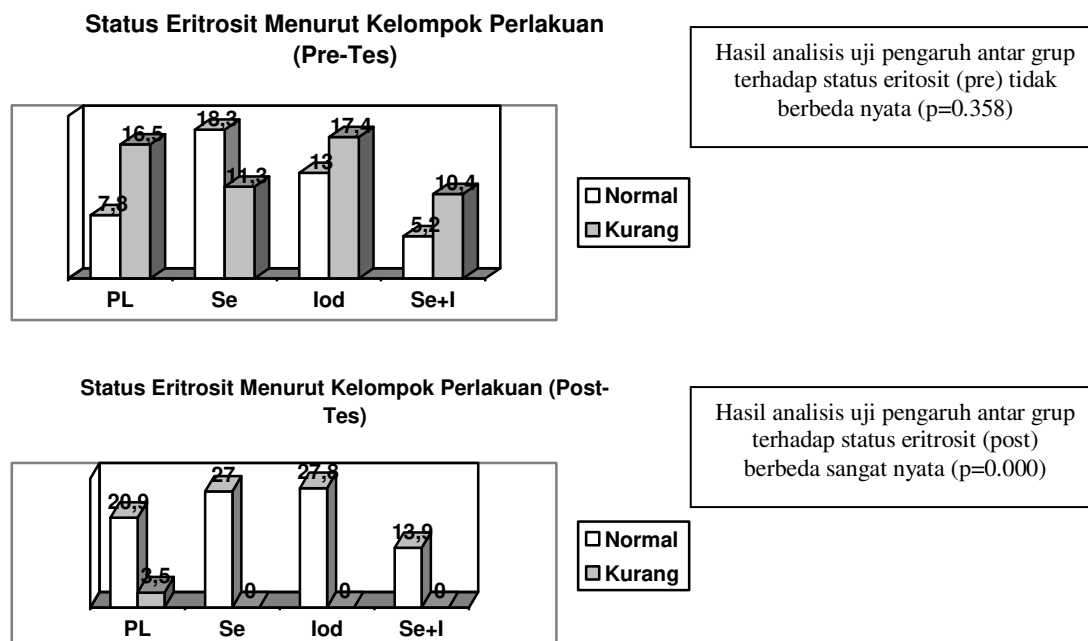 Status Eritrosit Menurut Kelompok Perlakuan
(Pre-Tes)
Hasil analisis uji pengaruh antar grup
terhadap status eritosit (pre) tidak
berbeda nyata (p=0.358)
7,8
16,5
18,3
11,3
13
17,4
5,2
10,4
Normal
Kurang
PL
Se
Iod
Se+I
Status Eritrosit Menurut Kelompok Perlakuan (Post-
Tes)
Hasil analisis uji pengaruh antar grup
terhadap status eritrosit (post)
berbeda sangat nyata (p=0.000)
20,9
3,5
27
0
27,8
0
13,9
0
Normal
Kurang
PL
Se
Iod
Se+I